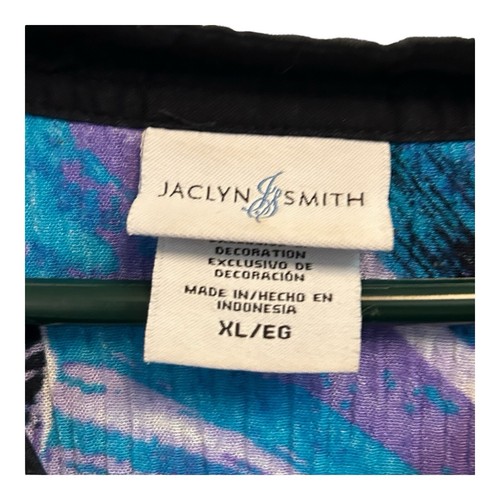 JACLYN JS SMITH
DECORATION
EXCLUSIVO DE
DECORACIÓN
MADE IN/HECHO EN
INDONESIA
XL/EG